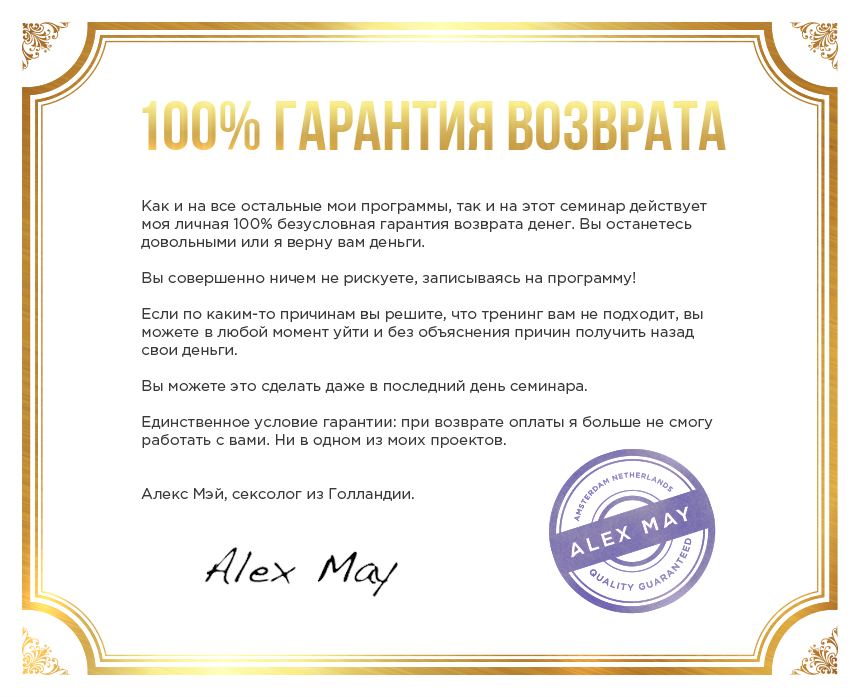 100% ГАРАНТИЯ ВОЗВРАТА
Как и на все остальные мои программы, так и на этот семинар действует
моя личная 100% безусловная гарантия возврата денег. Вы останетесь
довольными или я верну вам деньги.
Вы совершенно ничем не рискуете, записываясь на программу!
Если по каким-то причинам вы решите, что тренинг вам не подходит, вы
можете в любой момент уйти и без объяснения причин получить назад
свои деньги.
Вы можете это сделать даже в последний день семинара.
Единственное условие гарантии: при возврате оплаты я больше не смогу
работать с вами. Ни в одном из моих проектов.
Алекс Мэй, сексолог из Голландии.
Alex May
AMSTERDAM NETHERLANDS
ALEX MAY
QUALITY GUARANTEED